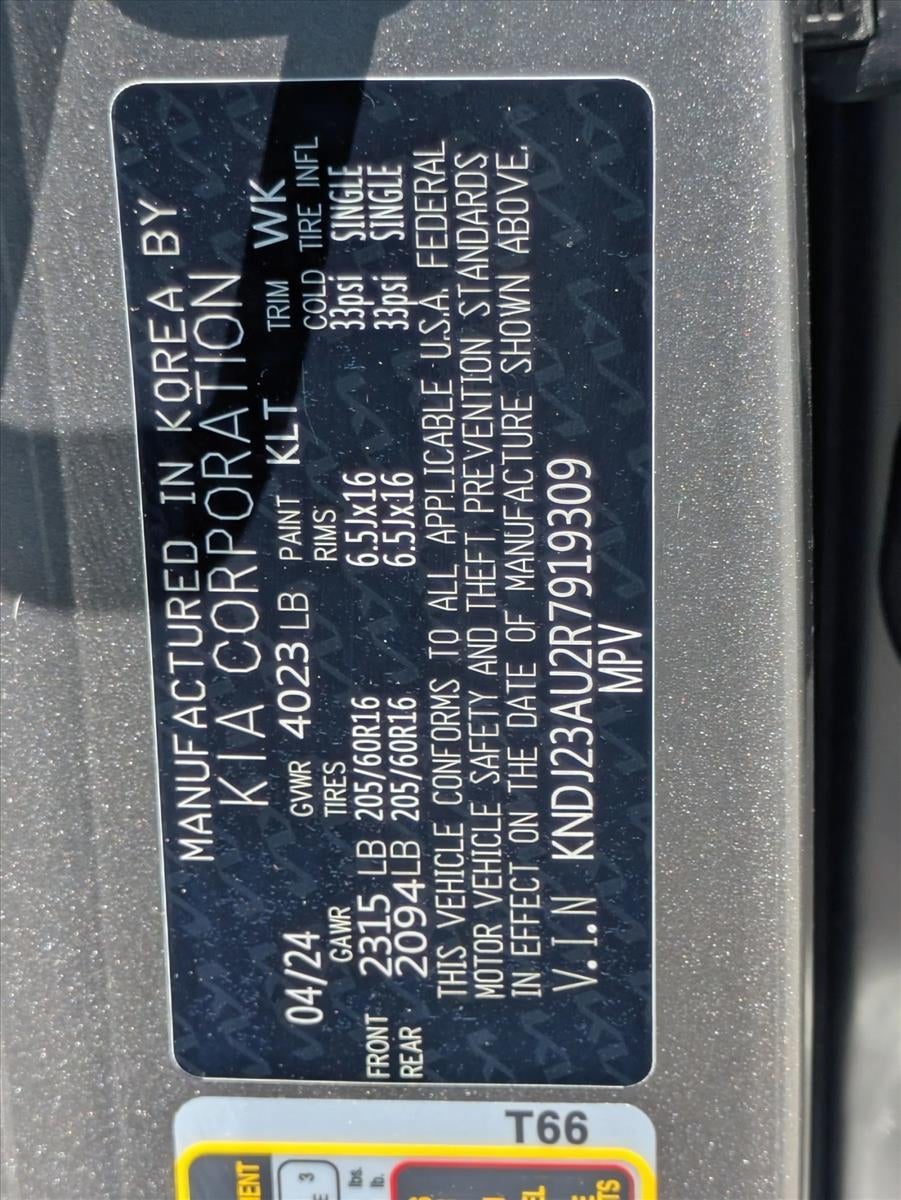 MANUFACTURED IN KOREA BY
KIA CORPORATION
04/24 GVWR 4023 LB PAINT KLT TRIM WK
GAWR TIRES RIMS COLD TIRE INFL
FRONT 2315 LB 205/60R16 6.5Jx16 33psi SINGLE
REAR 2094LB 205/60R16 6.5Jx16 33psi SINGLE
THIS VEHICLE CONFORMS TO ALL APPLICABLE U.S.A. FEDERAL
MOTOR VEHICLE SAFETY AND THEFT PREVENTION STANDARDS
IN EFFECT ON THE DATE OF MANUFACTURE SHOWN ABOVE.
V.I.N KNDJ23AU2R7919309
MPV
T66
3
lbs.
lb.